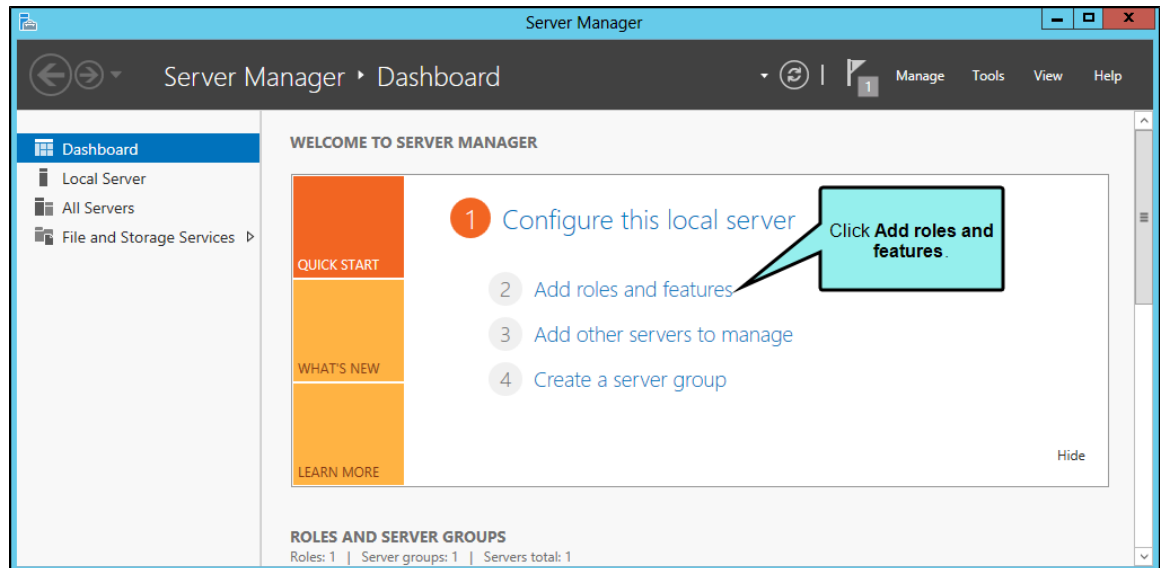 Server Manager
Server Manager • Dashboard
1
Manage
Tools
View
Help
Dashboard
Local Server
All Servers
File and Storage Services
WELCOME TO SERVER MANAGER
QUICK START
WHAT'S NEW
LEARN MORE
1 Configure this local server
2 Add roles and features
3 Add other servers to manage
4 Create a server group
Click Add roles and
features.
Hide
ROLES AND SERVER GROUPS
Roles: 1 | Server groups: 1 | Servers total: 1